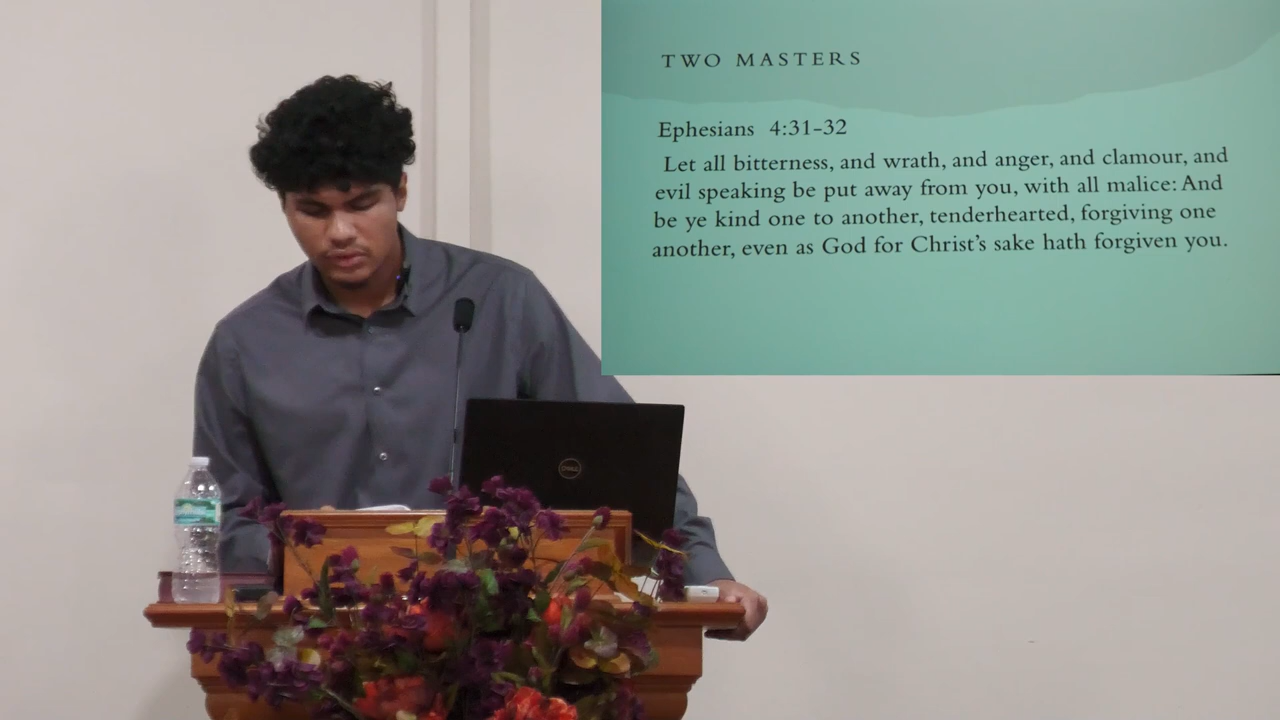 TWO MASTERS
Ephesians 4:31-32
Let all bitterness, and wrath, and anger, and clamour, and
evil speaking be put away from you, with all malice: And
be ye kind one to another, tenderhearted, forgiving one
another, even as God for Christ's sake hath forgiven you.
DELL